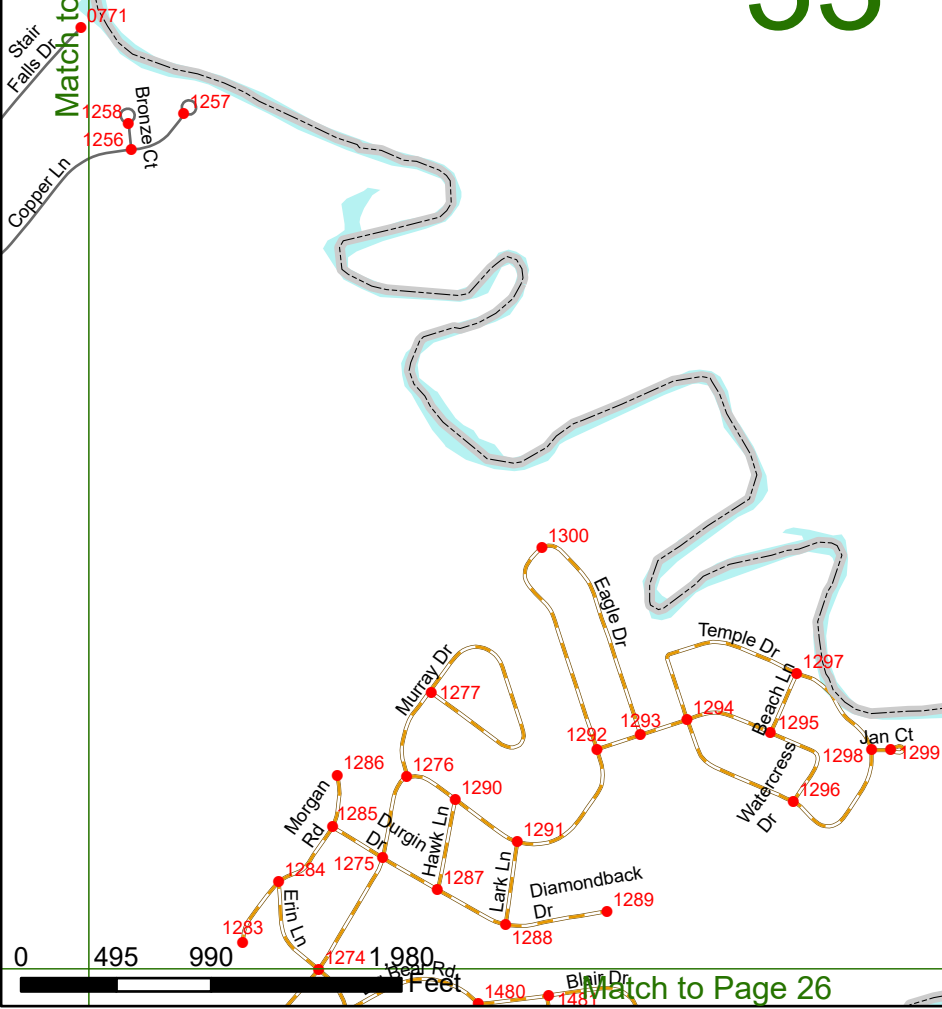 0771
Stair
Falls Dr
Match to
1258
Bronze Ct
1257
1256
Copper Ln
1300
Eagle Dr
Temple Dr
1297
Murray Dr
1277
Beach Ln
1294
1293
1295
1292
Jan Ct
1298
1299
1286
1276
1290
Watercress
Dr
1296
Morgan
Rd
1285
Durgin
Dr
Hawk Ln
1291
1275
1284
1287
Lark Ln
Diamondback
Dr
1289
Erin Ln
1288
1283
1274
0 495 990 1,980
Feet
Bear Rd
Blair Dr
1480
1481
Match to Page 26